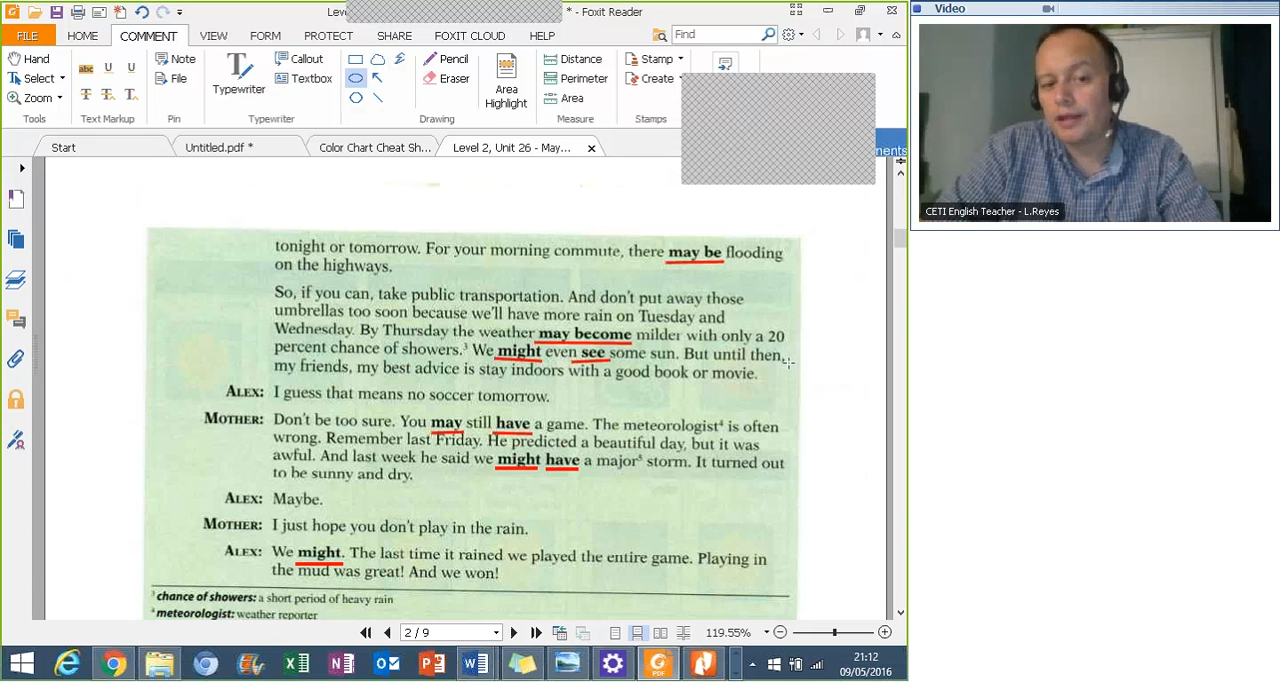 Leve
* - Foxit Reader
Video
FILE HOME COMMENT VIEW FORM PROTECT SHARE FOXIT CLOUD HELP Find
Hand
Select
Zoom
Tools
abc U U
T T T
Text Markup
Note
File
Pin
Typewriter
Callout
Textbox
Typewriter
Pencil
Eraser
Drawing
Area
Highlight
Distance
Perimeter
Area
Measure
Stamp
Create
Stamps
Start Untitled.pdf * Color Chart Cheat Sh... Level 2, Unit 26 - May...
ments
CETI English Teacher - L.Reyes
tonight or tomorrow. For your morning commute, there may be flooding
on the highways.
So, if you can, take public transportation. And don't put away those
umbrellas too soon because we'll have more rain on Tuesday and
Wednesday. By Thursday the weather may become milder with only a 20
percent chance of showers.³ We might even see some sun. But until then,
my friends, my best advice is stay indoors with a good book or movie.
ALEX: I guess that means no soccer tomorrow.
MOTHER: Don't be too sure. You may still have a game. The meteorologist⁴ is often
wrong. Remember last Friday. He predicted a beautiful day, but it was
awful. And last week he said we might have a major⁵ storm. It turned out
to be sunny and dry.
ALEX: Maybe.
MOTHER: I just hope you don't play in the rain.
ALEX: We might. The last time it rained we played the entire game. Playing in
the mud was great! And we won!
³ chance of showers: a short period of heavy rain
⁴ meteorologist: weather reporter
2 / 9
119.55%
21:12
09/05/2016